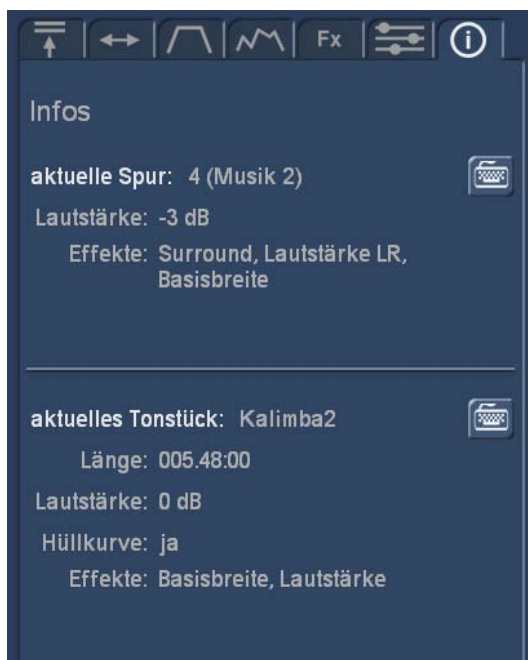 Fx
i
Infos
aktuelle Spur: 4 (Musik 2)
Lautstärke: -3 dB
Effekte: Surround, Lautstärke LR,
Basisbreite
aktuelles Tonstück: Kalimba2
Länge: 005.48:00
Lautstärke: 0 dB
Hüllkurve: ja
Effekte: Basisbreite, Lautstärke